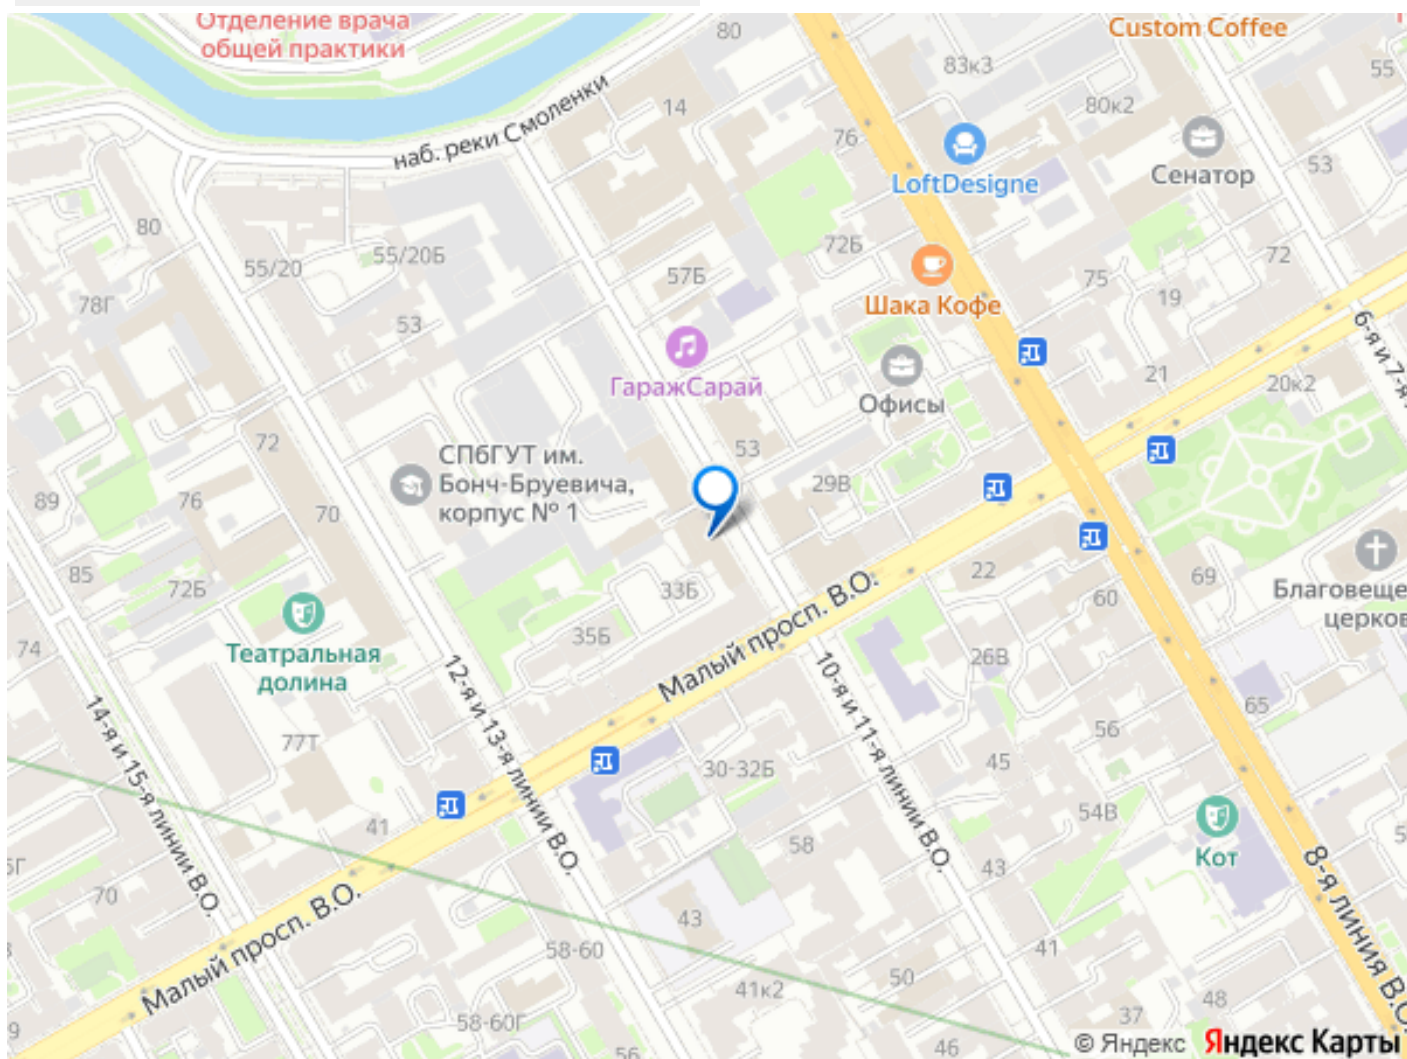 Отделение врача
общей практики
80
Custom Coffee
83к3
55
14
80к2
наб. реки Смоленки
76
LoftDesigne
Сенатор
53
80
55/20
55/20Б
72Б
72
57Б
75
19
78Г
53
Шака Кофе
6-я и 7-я
ГаражСарай
Офисы
21
20к2
72
53
СПбГУТ им.
Бонч-Бруевича,
корпус № 1
29В
89
76
70
85
72Б
33Б
22
69
Благовеще
церков
60
Малый просп. В.О.
74
Театральная
долина
35Б
26В
12-я и 13-я линии В.О.
10-я и 11-я линии В.О.
65
14-я и 15-я линии В.О.
77Т
56
30-32Б
45
54В
41
58
Кот
8-я линия В.О.
43
70
Малый просп. В.О.
43
58-60
41
50
41к2
48
58-60Г
37
56
46
© Яндекс
Яндекс Карты